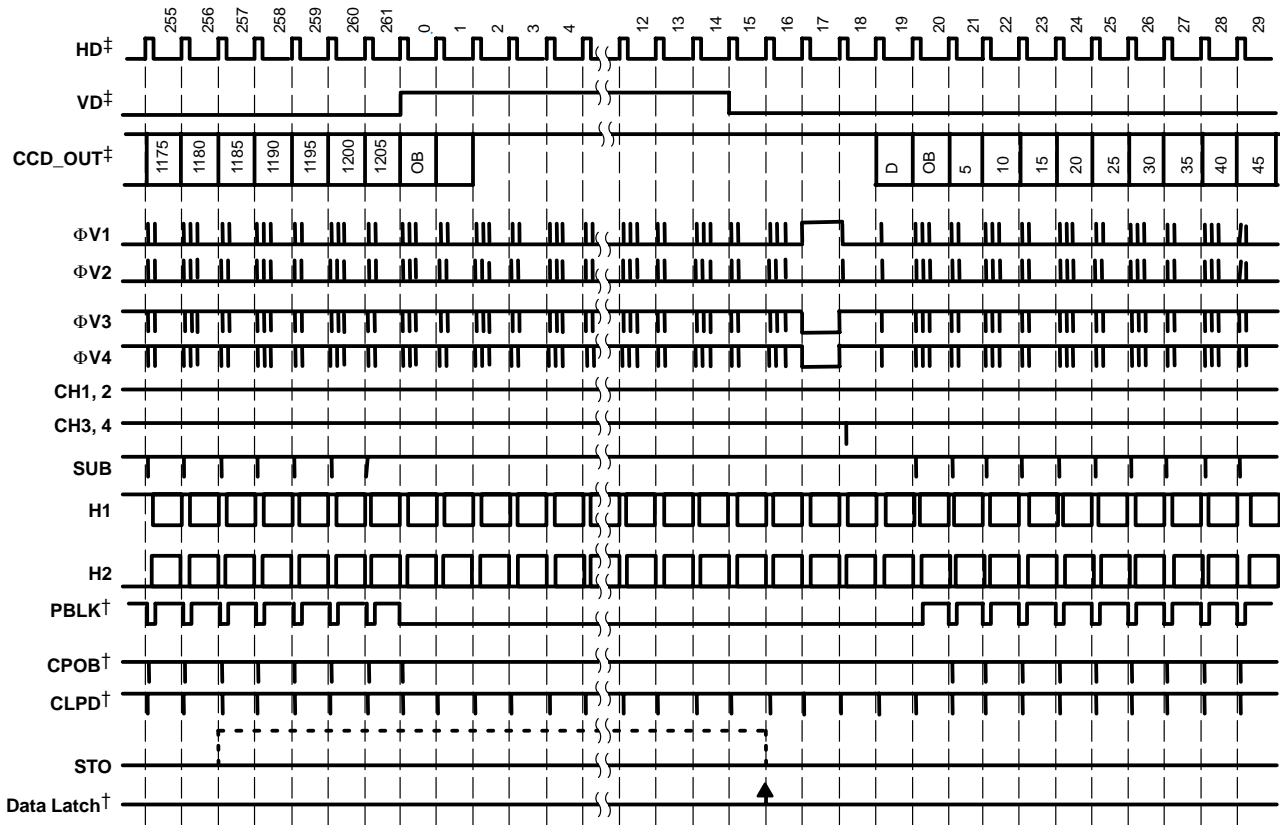 255 256 257 258 259 260 261 0 1 2 3 4 12 13 14 15 16 17 18 19 20 21 22 23 24 25 26 27 28 29
HD‡
VD‡
CCD_OUT‡ 1175 1180 1185 1190 1195 1200 1205 OB D OB 5 10 15 20 25 30 35 40 45
ΦV1
ΦV2
ΦV3
ΦV4
CH1, 2
CH3, 4
SUB
H1
H2
PBLK†
CPOB†
CLPD†
STO
Data Latch†